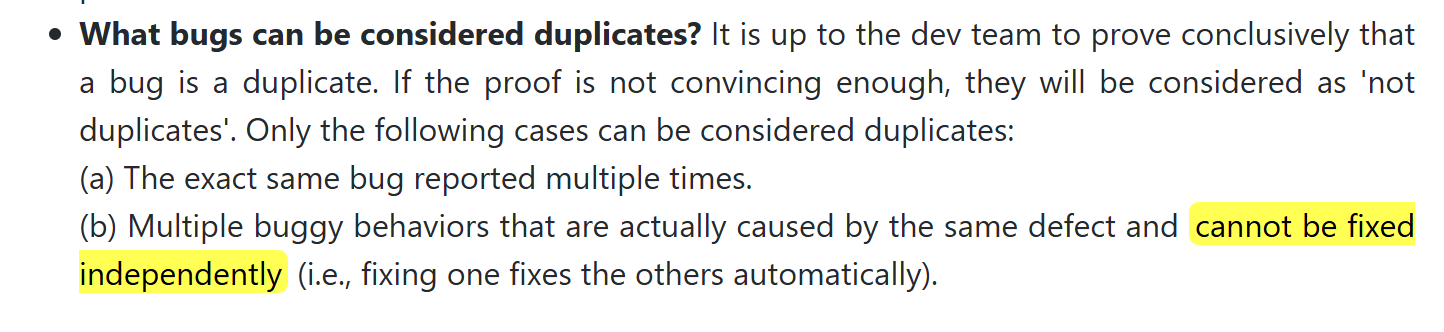 • What bugs can be considered duplicates? It is up to the dev team to prove conclusively that
a bug is a duplicate. If the proof is not convincing enough, they will be considered as 'not
duplicates'. Only the following cases can be considered duplicates:
(a) The exact same bug reported multiple times.
(b) Multiple buggy behaviors that are actually caused by the same defect and cannot be fixed
independently (i.e., fixing one fixes the others automatically).